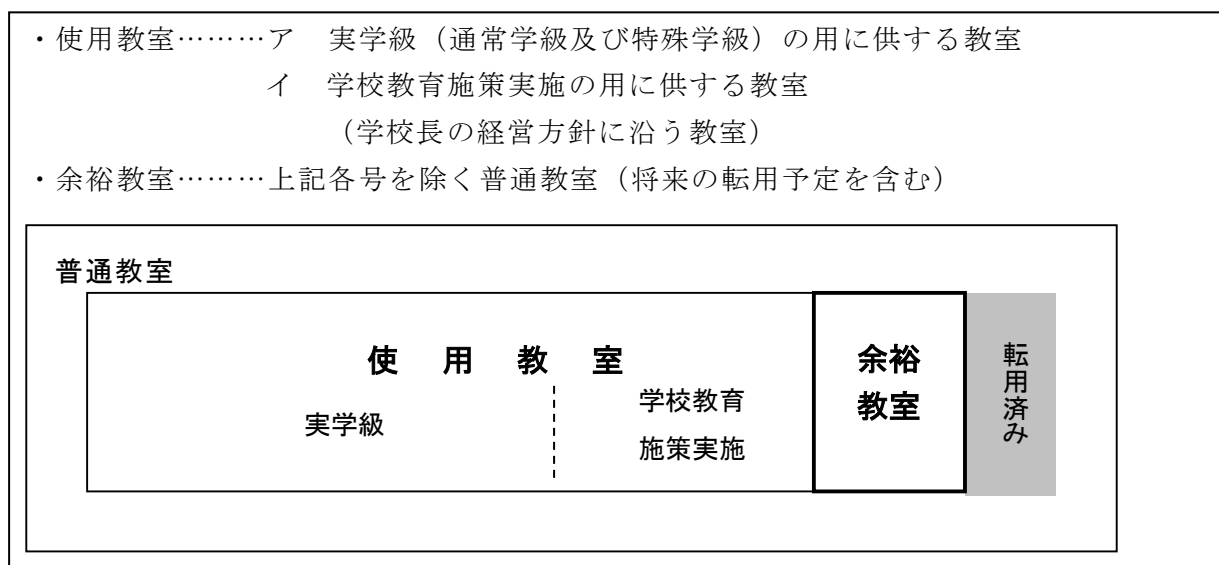 ・使用教室………ア　実学級（通常学級及び特殊学級）の用に供する教室
イ　学校教育施策実施の用に供する教室
（学校長の経営方針に沿う教室）
・余裕教室………上記各号を除く普通教室（将来の転用予定を含む）
普通教室
使　用　教　室
実学級
学校教育
施策実施
余裕
教室
転用済み